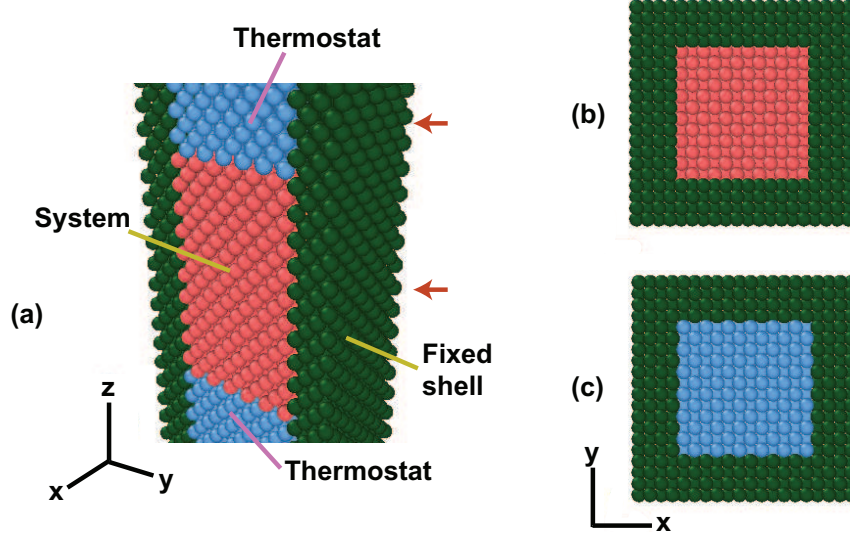 Thermostat
(b)
System
(a)
Fixed
shell
z
(c)
y
x
Thermostat
y
x